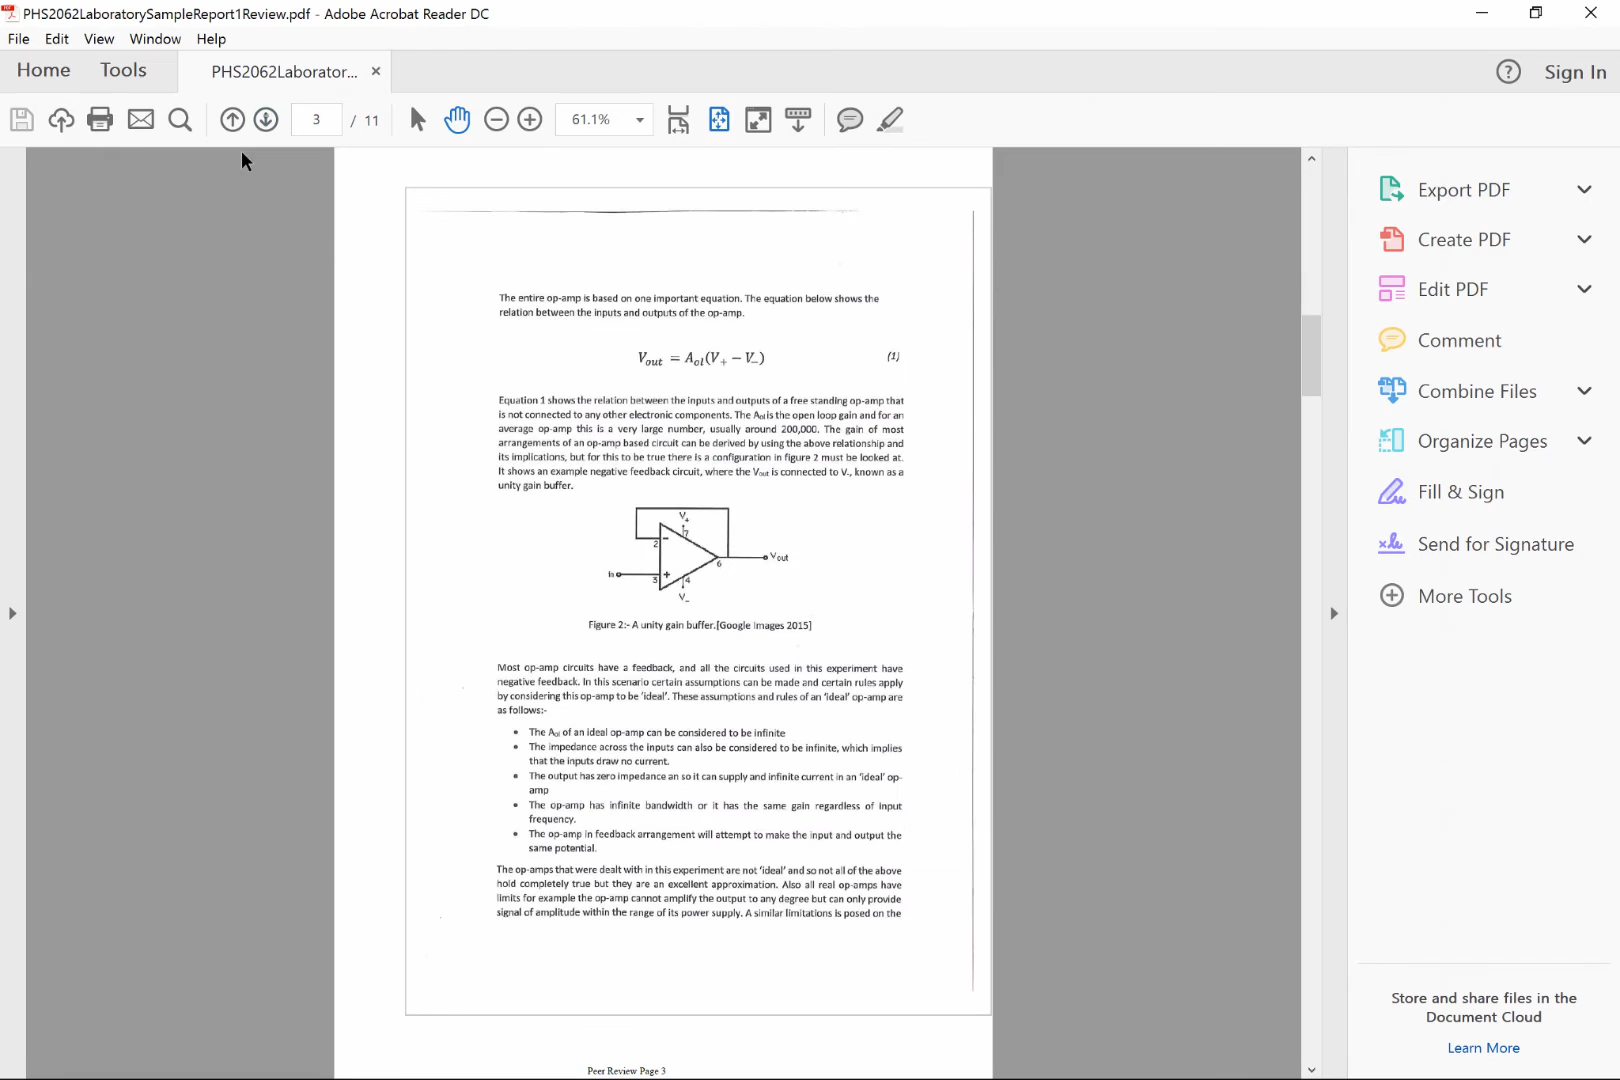 PHS2062LaboratorySampleReport1Review.pdf - Adobe Acrobat Reader DC
File Edit View Window Help
Home Tools PHS2062Laborator... × ? Sign In
3 / 11 61.1%
The entire op-amp is based on one important equation. The equation below shows the
relation between the inputs and outputs of the op-amp.
V_out = A_ol(V_+ − V_-) (1)
Equation 1 shows the relation between the inputs and outputs of a free standing op-amp that
is not connected to any other electronic components. The A_ol is the open loop gain and for an
average op-amp this is a very large number, usually around 200,000. The gain of most
arrangements of an op-amp based circuit can be derived by using the above relationship and
its implications, but for this to be true there is a configuration in figure 2 must be looked at.
It shows an example negative feedback circuit, where the V_out is connected to V_-, known as a
unity gain buffer.
V+
7
2 -
6 Vout
In 3 +
4
V-
Figure 2:- A unity gain buffer.[Google Images 2015]
Most op-amp circuits have a feedback, and all the circuits used in this experiment have
negative feedback. In this scenario certain assumptions can be made and certain rules apply
by considering this op-amp to be 'ideal'. These assumptions and rules of an 'ideal' op-amp are
as follows:-
• The A_ol of an ideal op-amp can be considered to be infinite
• The impedance across the inputs can also be considered to be infinite, which implies
that the inputs draw no current.
• The output has zero impedance an so it can supply and infinite current in an 'ideal' op-
amp
• The op-amp has infinite bandwidth or it has the same gain regardless of input
frequency.
• The op-amp in feedback arrangement will attempt to make the input and output the
same potential.
The op-amps that were dealt with in this experiment are not 'ideal' and so not all of the above
hold completely true but they are an excellent approximation. Also all real op-amps have
limits for example the op-amp cannot amplify the output to any degree but can only provide
signal of amplitude within the range of its power supply. A similar limitations is posed on the
Peer Review Page 3
Export PDF
Create PDF
Edit PDF
Comment
Combine Files
Organize Pages
Fill & Sign
Send for Signature
More Tools
Store and share files in the
Document Cloud
Learn More